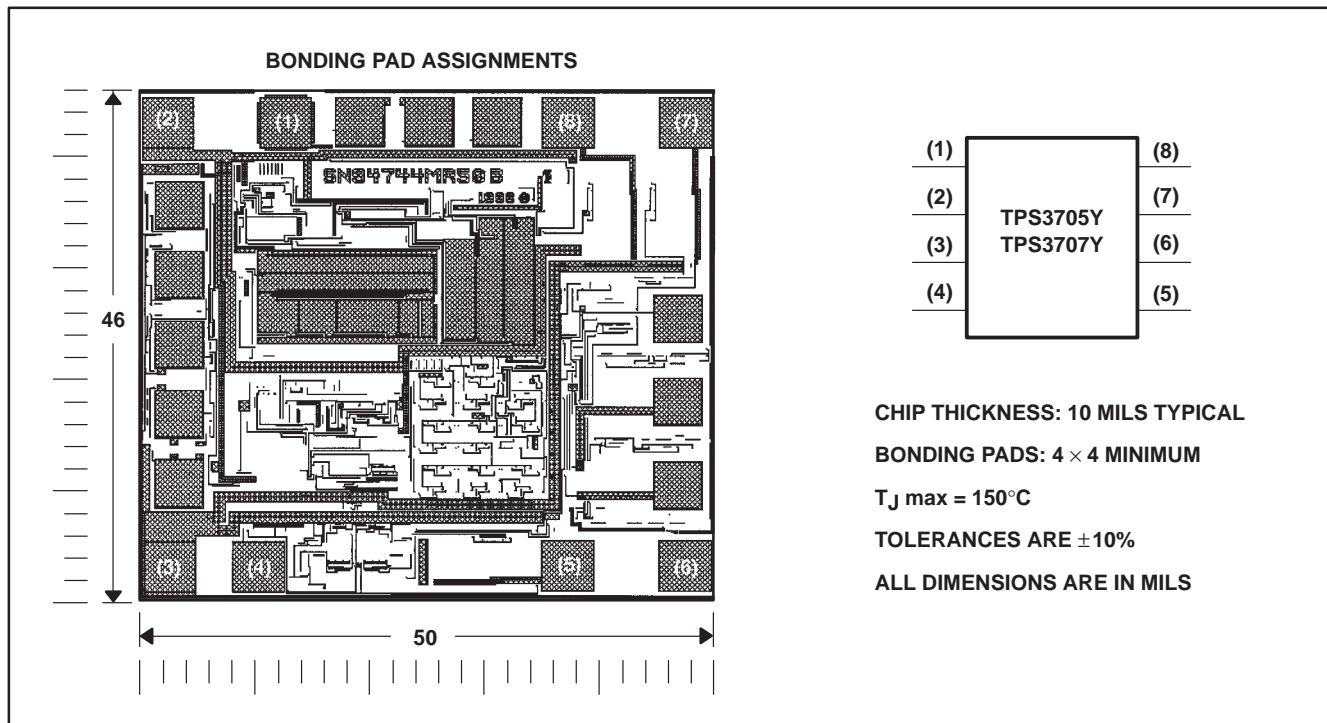 BONDING PAD ASSIGNMENTS
(2)
(1)
(8)
(7)
46
(3)
(4)
(5)
(6)
50
(1)
(2)
(3)
(4)
TPS3705Y
TPS3707Y
(8)
(7)
(6)
(5)
CHIP THICKNESS: 10 MILS TYPICAL
BONDING PADS: 4 × 4 MINIMUM
TJ max = 150°C
TOLERANCES ARE ±10%
ALL DIMENSIONS ARE IN MILS